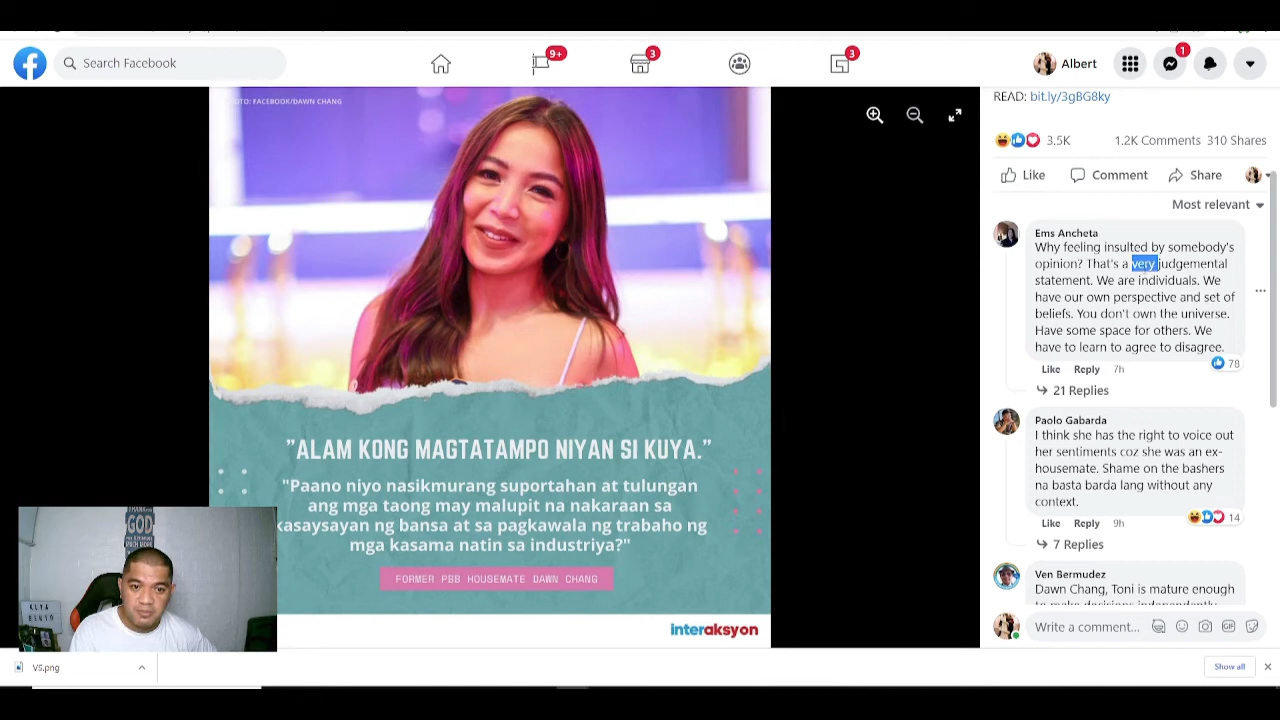 Search Facebook
9+
3
3
Albert
1
PHOTO: FACEBOOK/DAWN CHANG
"ALAM KONG MAGTATAMPO NIYAN SI KUYA."
"Paano niyo nasikmurang suportahan at tulungan
ang mga taong may malupit na nakaraan sa
kasaysayan ng bansa at sa pagkawala ng trabaho ng
mga kasama natin sa industriya?"
FORMER PBB HOUSEMATE DAWN CHANG
interaksyon
READ: bit.ly/3gBG8ky
3.5K 1.2K Comments 310 Shares
Like Comment Share
Most relevant
Ems Ancheta
Why feeling insulted by somebody's
opinion? That's a very judgemental
statement. We are individuals. We
have our own perspective and set of
beliefs. You don't own the universe.
Have some space for others. We
have to learn to agree to disagree.
78
Like Reply 7h
21 Replies
Paolo Gabarda
I think she has the right to voice out
her sentiments coz she was an ex-
housemate. Shame on the bashers
na basta barda lang without any
context.
14
Like Reply 9h
7 Replies
Ven Bermudez
Dawn Chang, Toni is mature enough
to make decisions independently
Write a comment...
GOD
VS.png
Show all